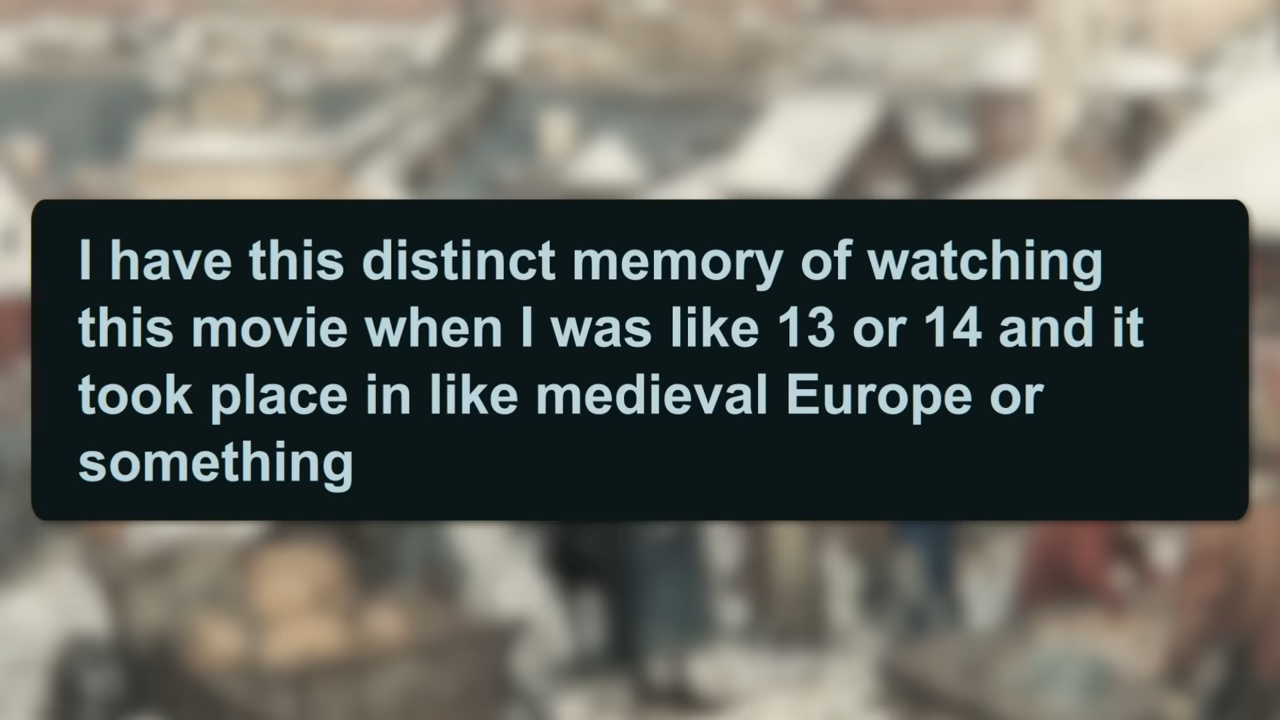 I have this distinct memory of watching
this movie when I was like 13 or 14 and it
took place in like medieval Europe or
something